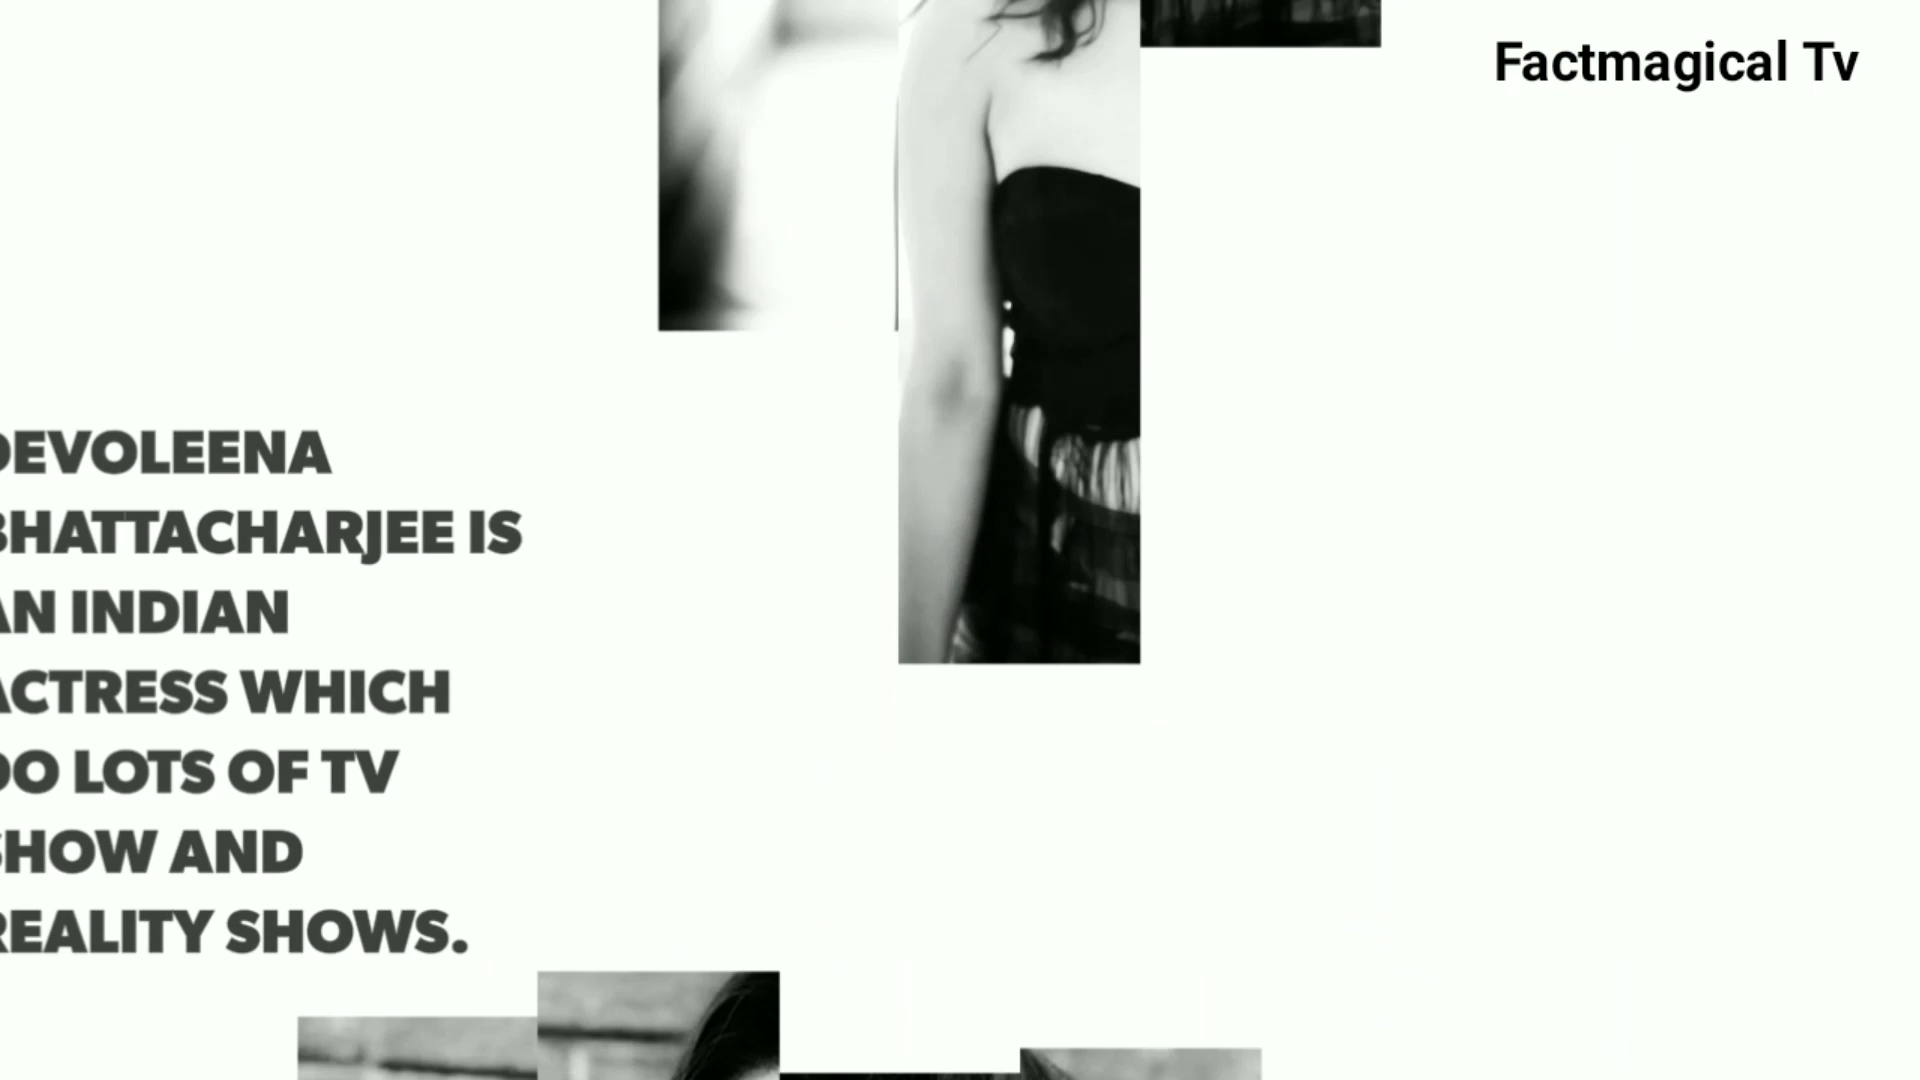 Factmagical Tv
DEVOLEENA
BHATTACHARJEE IS
AN INDIAN
ACTRESS WHICH
DO LOTS OF TV
SHOW AND
REALITY SHOWS.